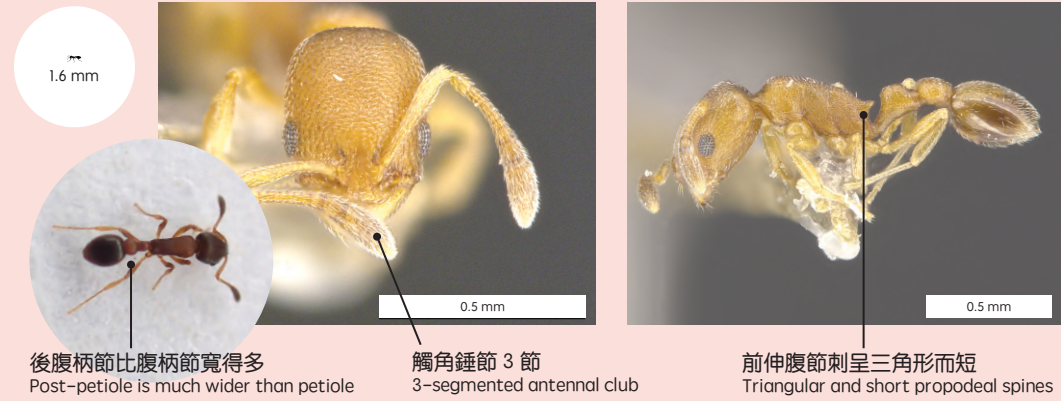 1.6 mm
0.5 mm
0.5 mm
後腹柄節比腹柄節寬得多
Post-petiole is much wider than petiole
觸角錘節 3 節
3-segmented antennal club
前伸腹節刺呈三角形而短
Triangular and short propodeal spines